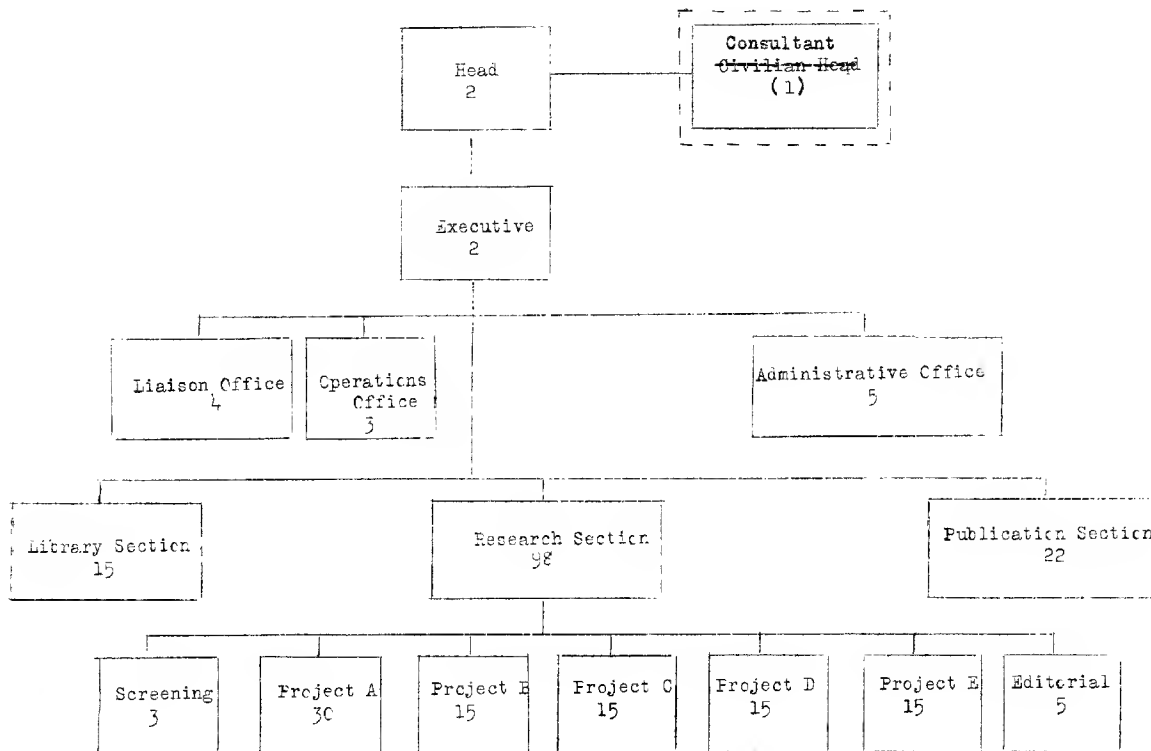 Head
2
Consultant
Civilian Head
(1)
Executive
2
Liaison Office
4
Operations
Office
3
Administrative Office
5
Library Section
15
Research Section
98
Publication Section
22
Screening
3
Project A
30
Project B
15
Project C
15
Project D
15
Project E
15
Editorial
5